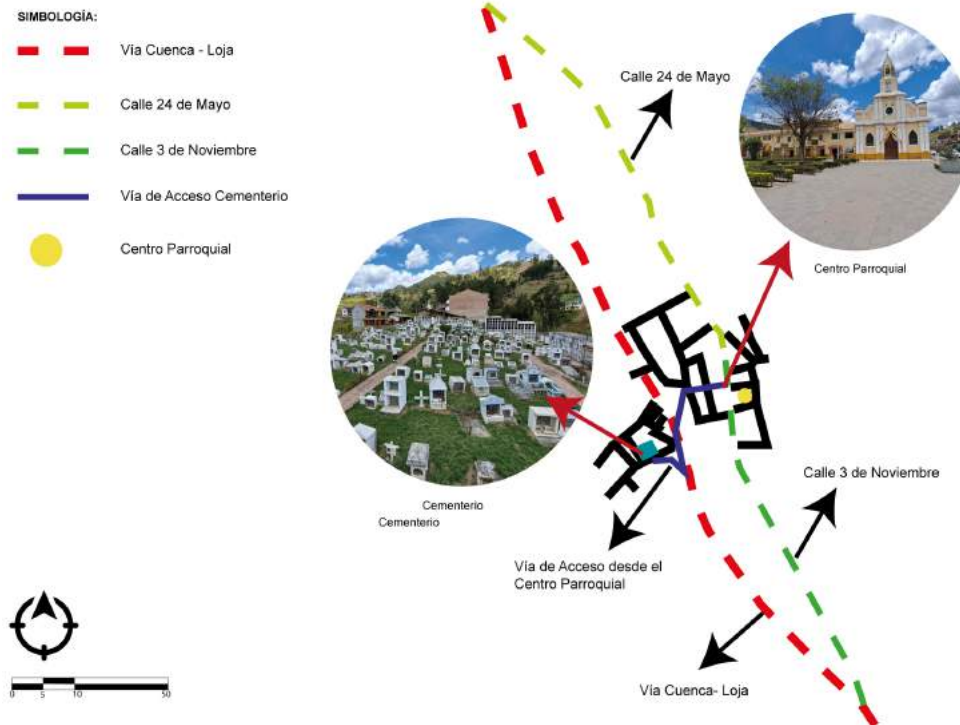 SIMBOLOGÍA:
Vía Cuenca - Loja
Calle 24 de Mayo
Calle 3 de Noviembre
Vía de Acceso Cementerio
Centro Parroquial
Calle 24 de Mayo
Centro Parroquial
Cementerio
Cementerio
Calle 3 de Noviembre
Vía de Acceso desde el
Centro Parroquial
Vía Cuenca- Loja
0 5 10 50